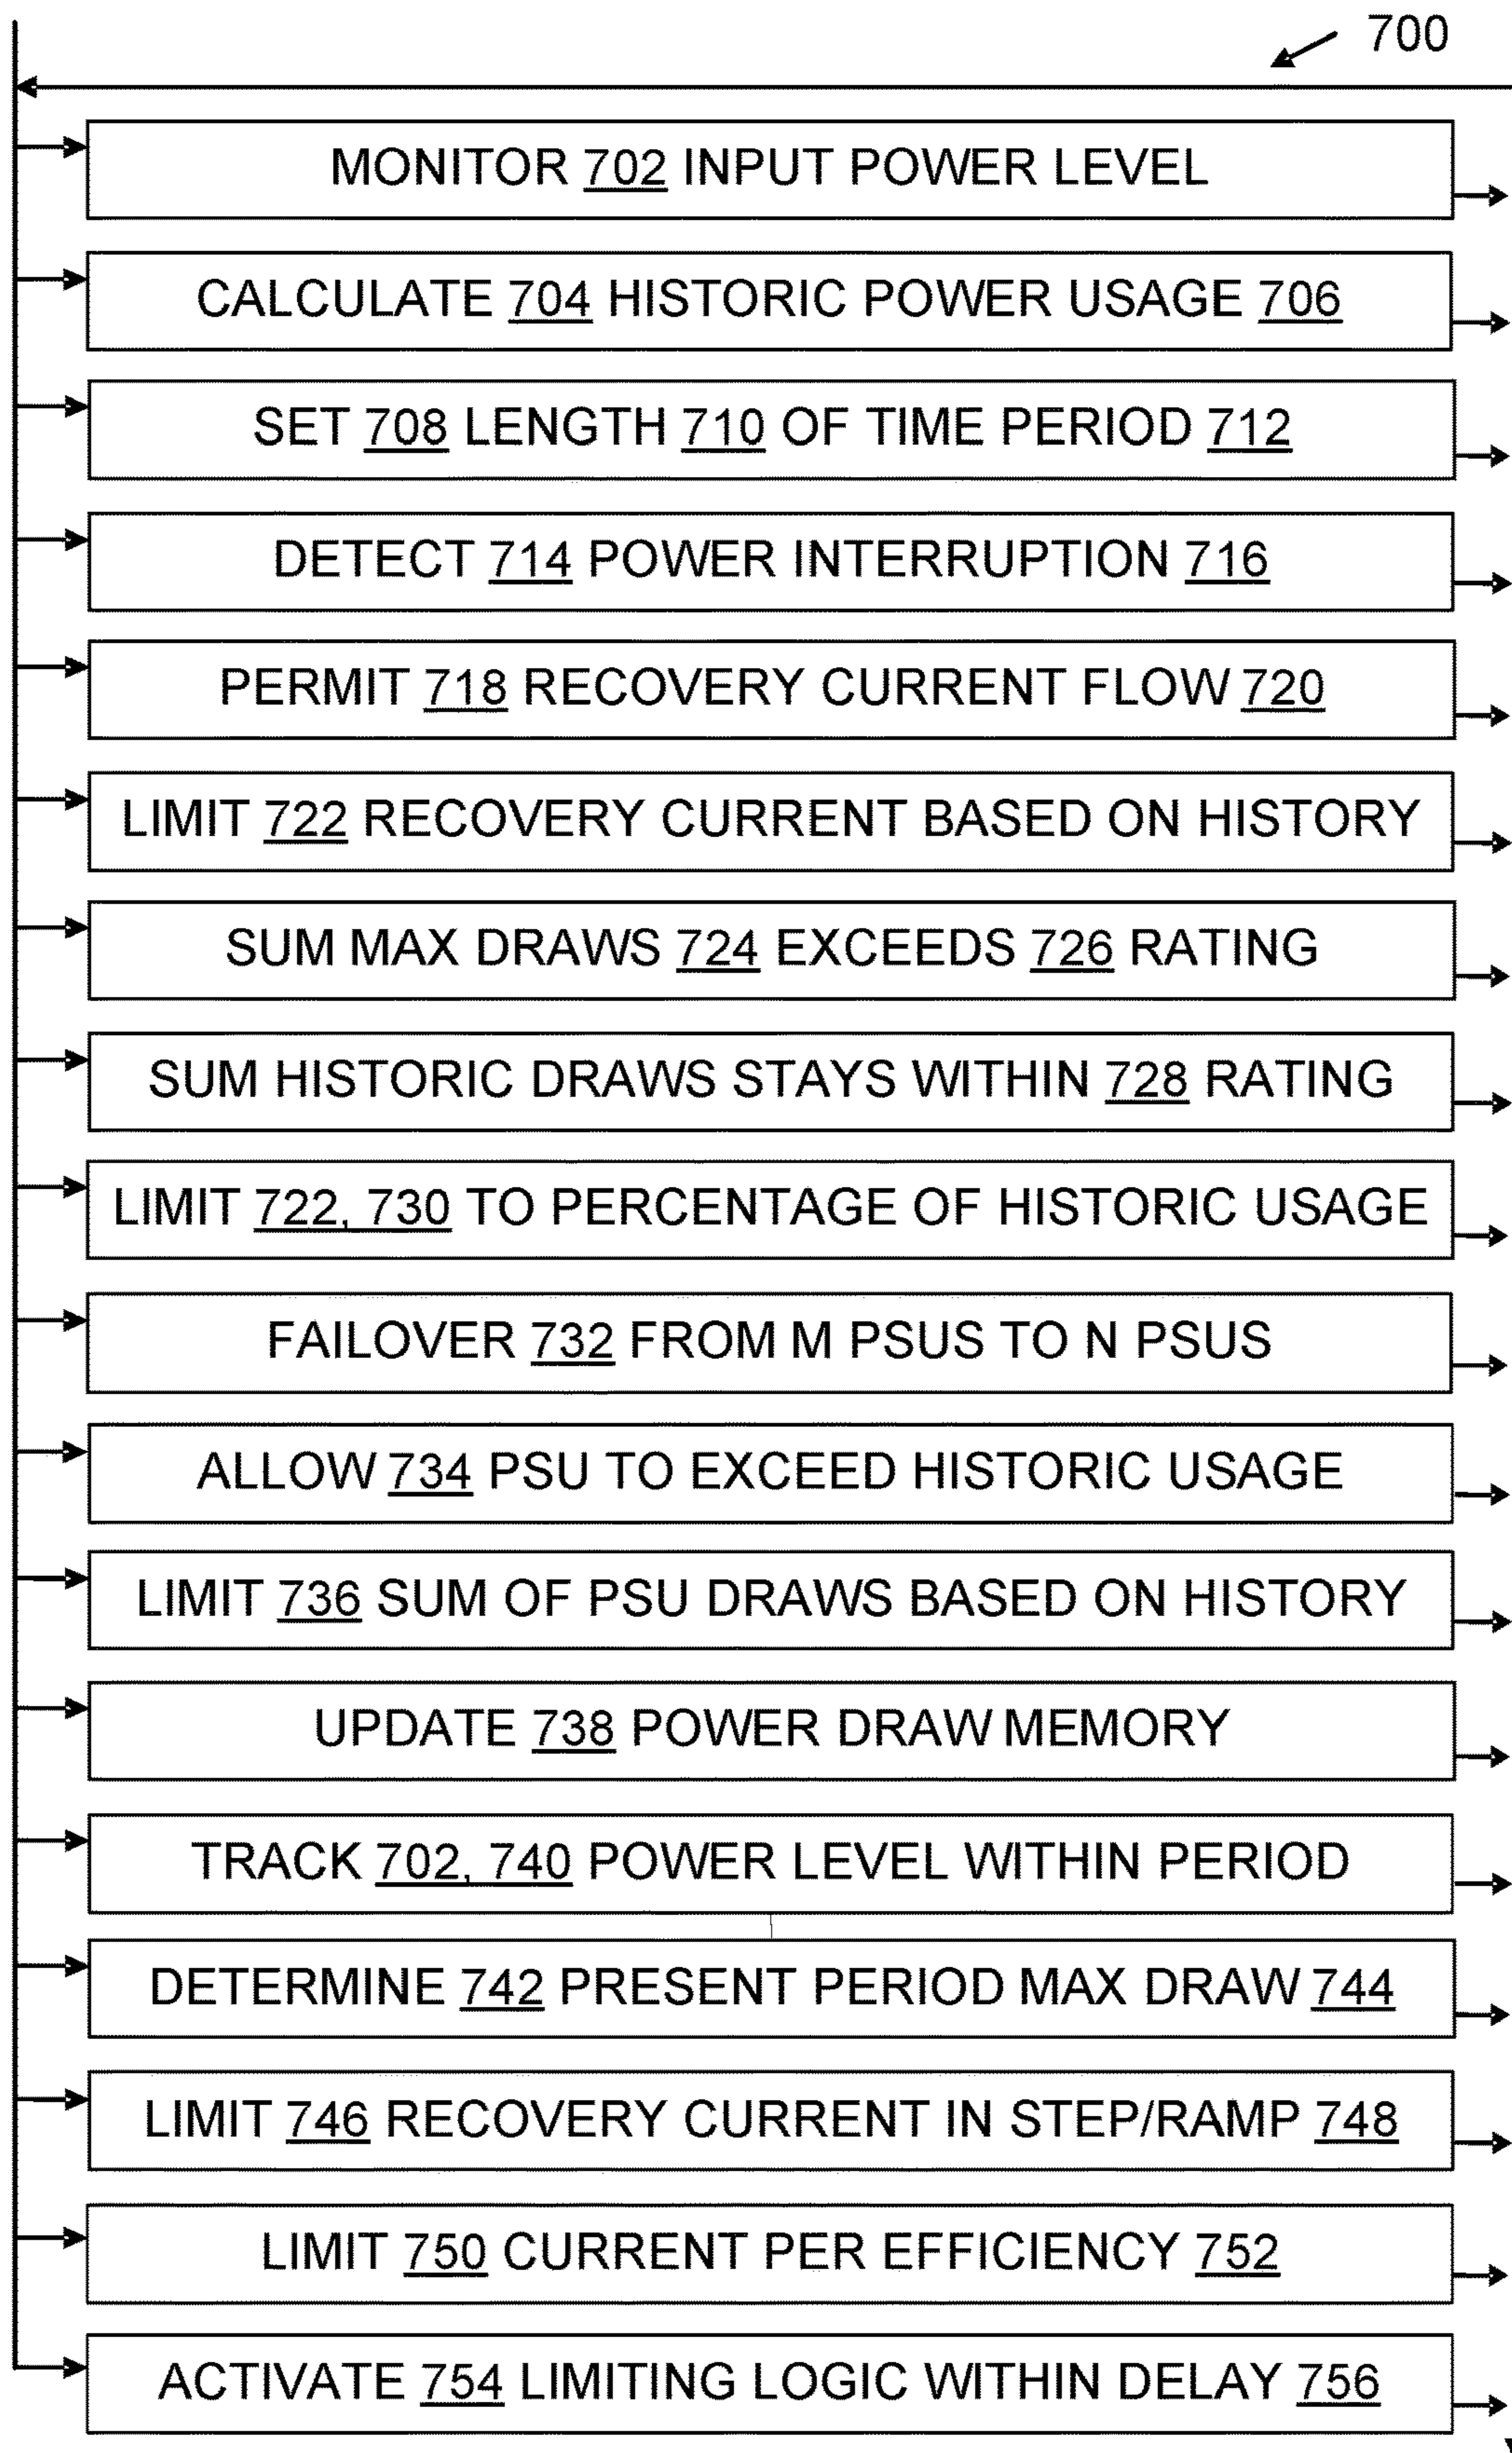 700
MONITOR 702 INPUT POWER LEVEL
CALCULATE 704 HISTORIC POWER USAGE 706
SET 708 LENGTH 710 OF TIME PERIOD 712
DETECT 714 POWER INTERRUPTION 716
PERMIT 718 RECOVERY CURRENT FLOW 720
LIMIT 722 RECOVERY CURRENT BASED ON HISTORY
SUM MAX DRAWS 724 EXCEEDS 726 RATING
SUM HISTORIC DRAWS STAYS WITHIN 728 RATING
LIMIT 722, 730 TO PERCENTAGE OF HISTORIC USAGE
FAILOVER 732 FROM M PSUS TO N PSUS
ALLOW 734 PSU TO EXCEED HISTORIC USAGE
LIMIT 736 SUM OF PSU DRAWS BASED ON HISTORY
UPDATE 738 POWER DRAW MEMORY
TRACK 702, 740 POWER LEVEL WITHIN PERIOD
DETERMINE 742 PRESENT PERIOD MAX DRAW 744
LIMIT 746 RECOVERY CURRENT IN STEP/RAMP 748
LIMIT 750 CURRENT PER EFFICIENCY 752
ACTIVATE 754 LIMITING LOGIC WITHIN DELAY 756